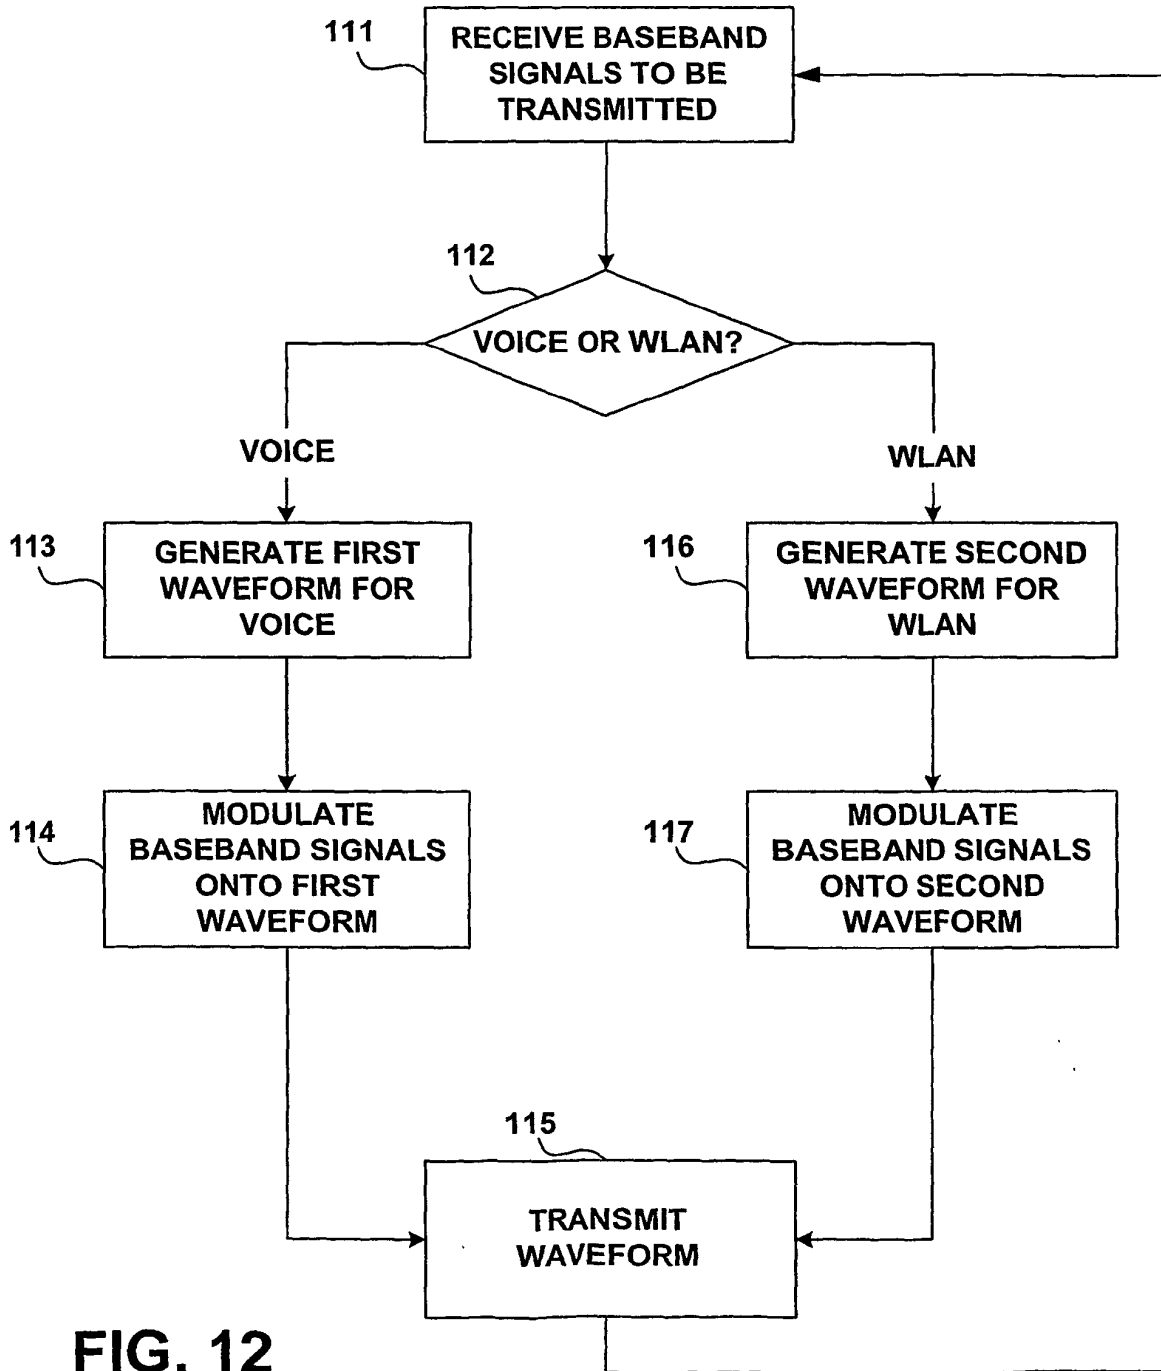 111
RECEIVE BASEBAND
SIGNALS TO BE
TRANSMITTED
112
VOICE OR WLAN?
VOICE
WLAN
113
GENERATE FIRST
WAVEFORM FOR
VOICE
116
GENERATE SECOND
WAVEFORM FOR
WLAN
114
MODULATE
BASEBAND SIGNALS
ONTO FIRST
WAVEFORM
117
MODULATE
BASEBAND SIGNALS
ONTO SECOND
WAVEFORM
115
TRANSMIT
WAVEFORM
FIG. 12